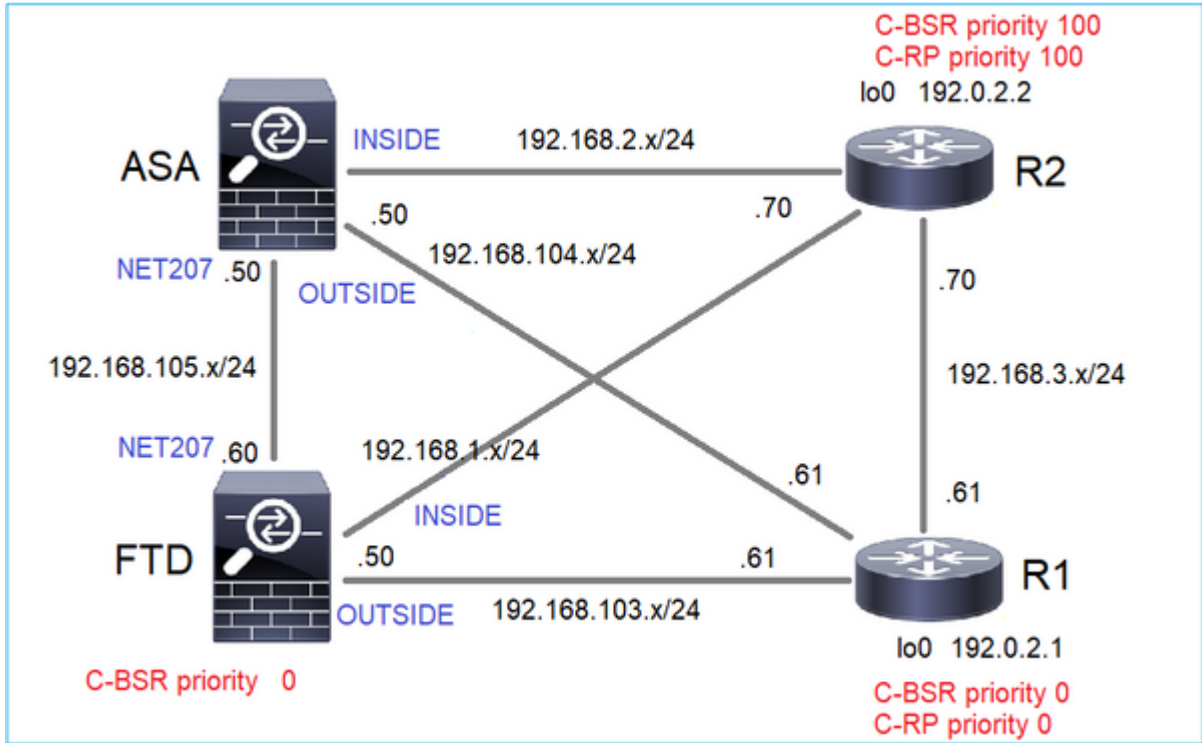 C-BSR priority 100
C-RP priority 100
lo0 192.0.2.2
ASA
INSIDE
192.168.2.x/24
R2
.50
.70
192.168.104.x/24
NET207
.50
OUTSIDE
.70
192.168.105.x/24
192.168.3.x/24
NET207
.60
192.168.1.x/24
.61
.61
INSIDE
FTD
.50
.61
R1
OUTSIDE
192.168.103.x/24
lo0 192.0.2.1
C-BSR priority 0
C-BSR priority 0
C-RP priority 0